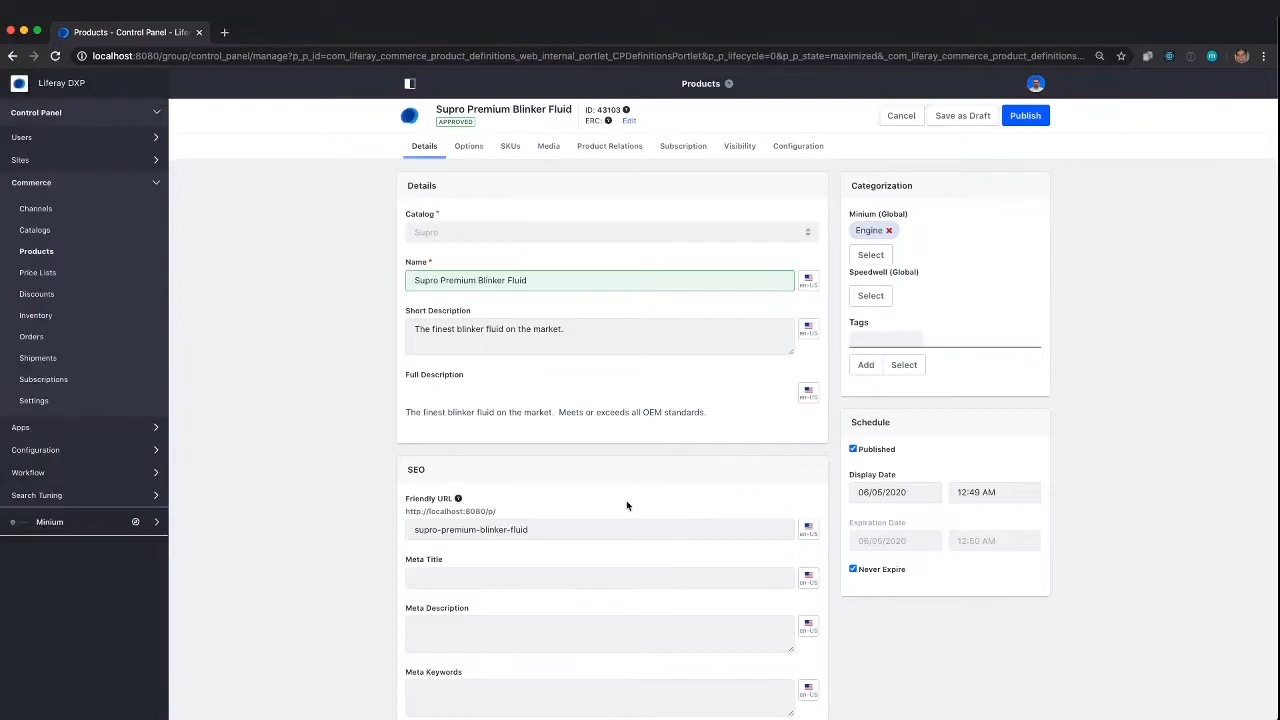 Products - Control Panel - Life
localhost:8080/group/control_panel/manage?p_p_id=com_liferay_commerce_product_definitions_web_internal_portlet_CPDefinitionsPortlet&p_p_lifecycle=0&p_p_state=maximized&_com_liferay_commerce_product_definitions...
Liferay DXP
Products
Control Panel
Users
Sites
Commerce
Channels
Catalogs
Products
Price Lists
Discounts
Inventory
Orders
Shipments
Subscriptions
Settings
Apps
Configuration
Workflow
Search Tuning
Minium
Supro Premium Blinker Fluid
APPROVED
ID: 43103
ERC: Edit
Cancel
Save as Draft
Publish
Details Options SKUs Media Product Relations Subscription Visibility Configuration
Details
Catalog *
Supro
Name *
Supro Premium Blinker Fluid
en-US
Short Description
The finest blinker fluid on the market.
en-US
Full Description
en-US
The finest blinker fluid on the market. Meets or exceeds all OEM standards.
SEO
Friendly URL
http://localhost:8080/p/
supro-premium-blinker-fluid
en-US
Meta Title
en-US
Meta Description
en-US
Meta Keywords
en-US
Categorization
Minium (Global)
Engine
Select
Speedwell (Global)
Select
Tags
Add Select
Schedule
Published
Display Date
06/05/2020 12:49 AM
Expiration Date
06/05/2020 12:50 AM
Never Expire